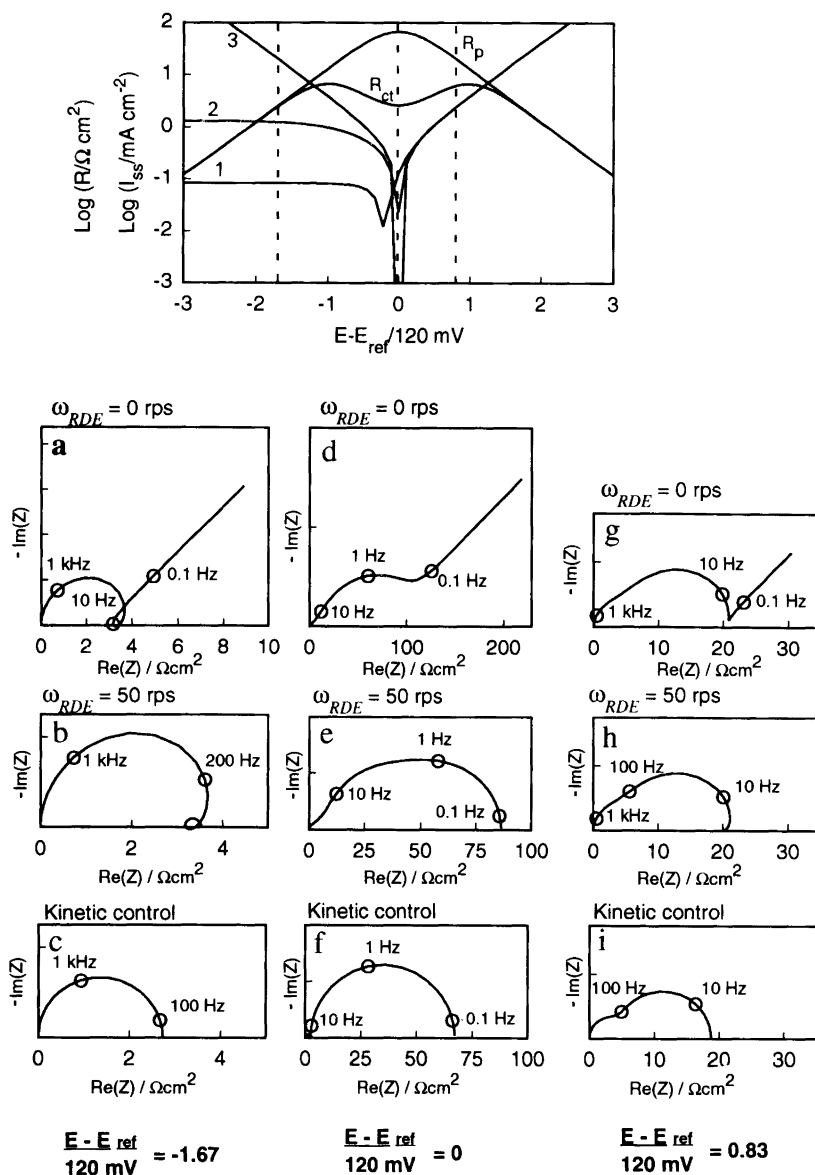 2
1
0
-1
-2
-3
Log (R/Ω cm²)
Log (I_ss/mA cm⁻²)
3
R_p
R_ct
2
1
-3 -2 -1 0 1 2 3
E-E_ref/120 mV
ω_RDE = 0 rps
a
1 kHz
10 Hz
0.1 Hz
- Im(Z)
0 2 4 6 8 10
Re(Z) / Ωcm²
d
1 Hz
0.1 Hz
10 Hz
- Im(Z)
0 100 200
Re(Z) / Ωcm²
ω_RDE = 0 rps
g
10 Hz
1 kHz
0.1 Hz
- Im(Z)
0 10 20 30
Re(Z) / Ωcm²
ω_RDE = 50 rps
b
1 kHz
200 Hz
-Im(Z)
0 2 4
Re(Z) / Ωcm²
ω_RDE = 50 rps
e
1 Hz
10 Hz
0.1 Hz
- Im(Z)
0 25 50 75 100
Re(Z) / Ωcm²
ω_RDE = 50 rps
h
100 Hz
10 Hz
1 kHz
- Im(Z)
0 10 20 30
Re(Z) / Ωcm²
Kinetic control
c
1 kHz
100 Hz
-Im(Z)
0 2 4
Re(Z) / Ωcm²
Kinetic control
f
1 Hz
10 Hz
0.1 Hz
- Im(Z)
0 25 50 75 100
Re(Z) / Ωcm²
Kinetic control
i
100 Hz
10 Hz
-Im(Z)
0 10 20 30
Re(Z) / Ωcm²
E - E ref
120 mV
= -1.67
E - E ref
120 mV
= 0
E - E ref
120 mV
= 0.83